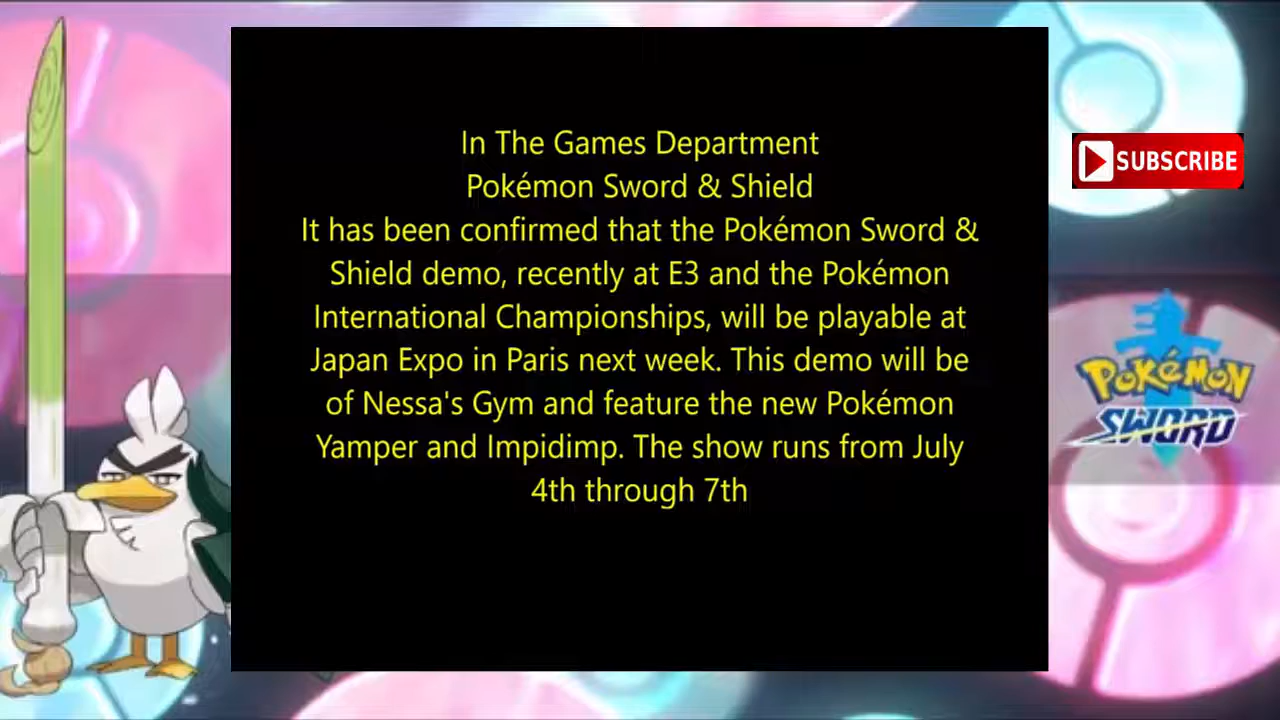 In The Games Department
Pokémon Sword & Shield
It has been confirmed that the Pokémon Sword &
Shield demo, recently at E3 and the Pokémon
International Championships, will be playable at
Japan Expo in Paris next week. This demo will be
of Nessa's Gym and feature the new Pokémon
Yamper and Impidimp. The show runs from July
4th through 7th
SUBSCRIBE
POKÉMON
SWORD